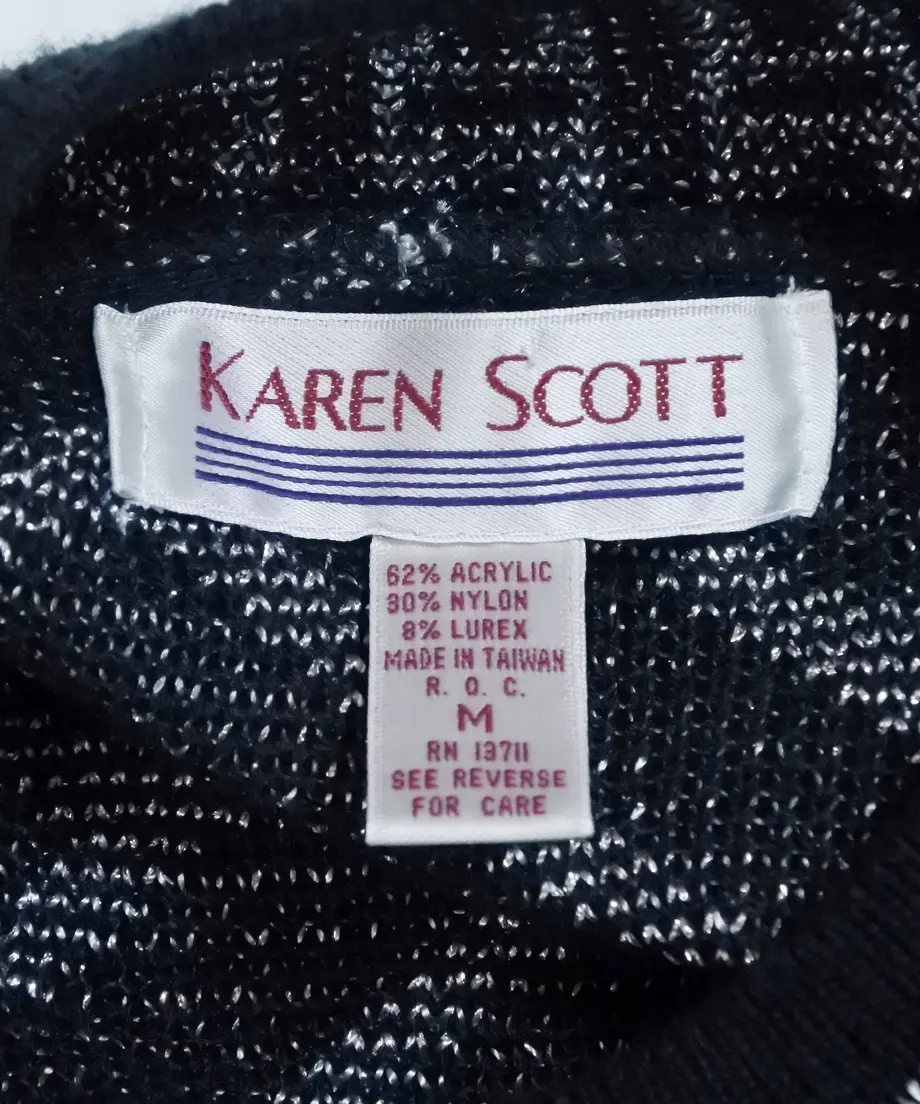 KAREN SCOTT
62% ACRYLIC
30% NYLON
8% LUREX
MADE IN TAIWAN
R. O. C.
M
RN 13711
SEE REVERSE
FOR CARE